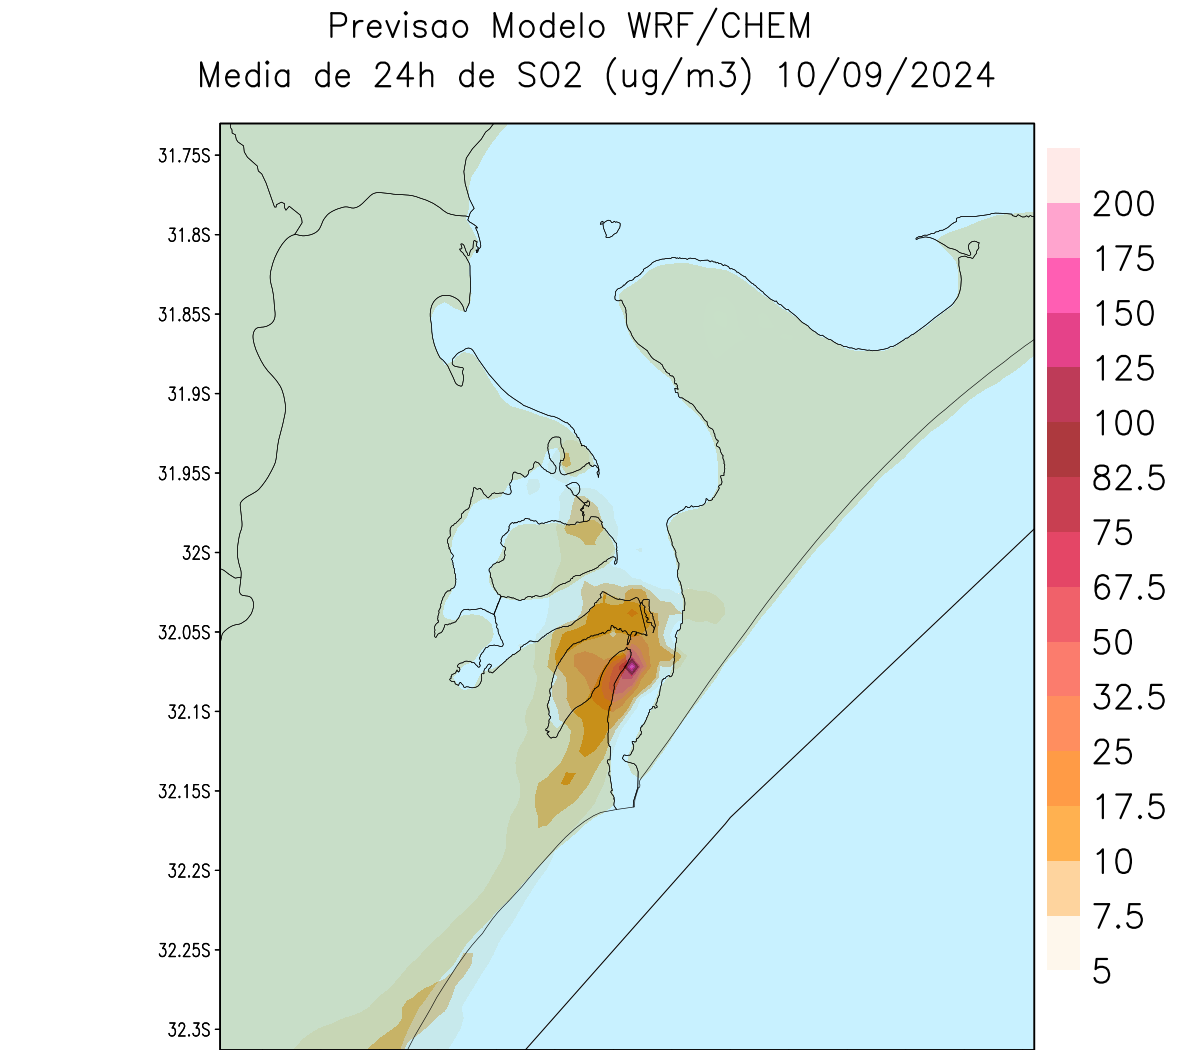 Previsao Modelo WRF/CHEM
Media de 24h de SO2 (ug/m3) 10/09/2024
31.75S
31.8S
31.85S
31.9S
31.95S
32S
32.05S
32.1S
32.15S
32.2S
32.25S
32.3S
200
175
150
125
100
82.5
75
67.5
50
32.5
25
17.5
10
7.5
5